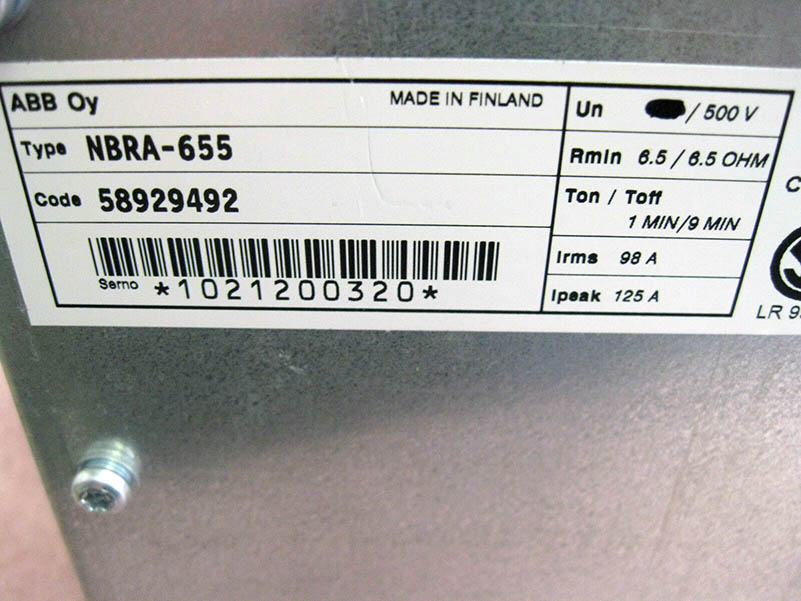 ABB Oy
MADE IN FINLAND
Type NBRA-655
Code 58929492
Serno *1021200320*
Un / 500 V
Rmin 6.5 / 6.5 OHM
Ton / Toff
1 MIN/9 MIN
Irms 98 A
Ipeak 125 A
C
LR